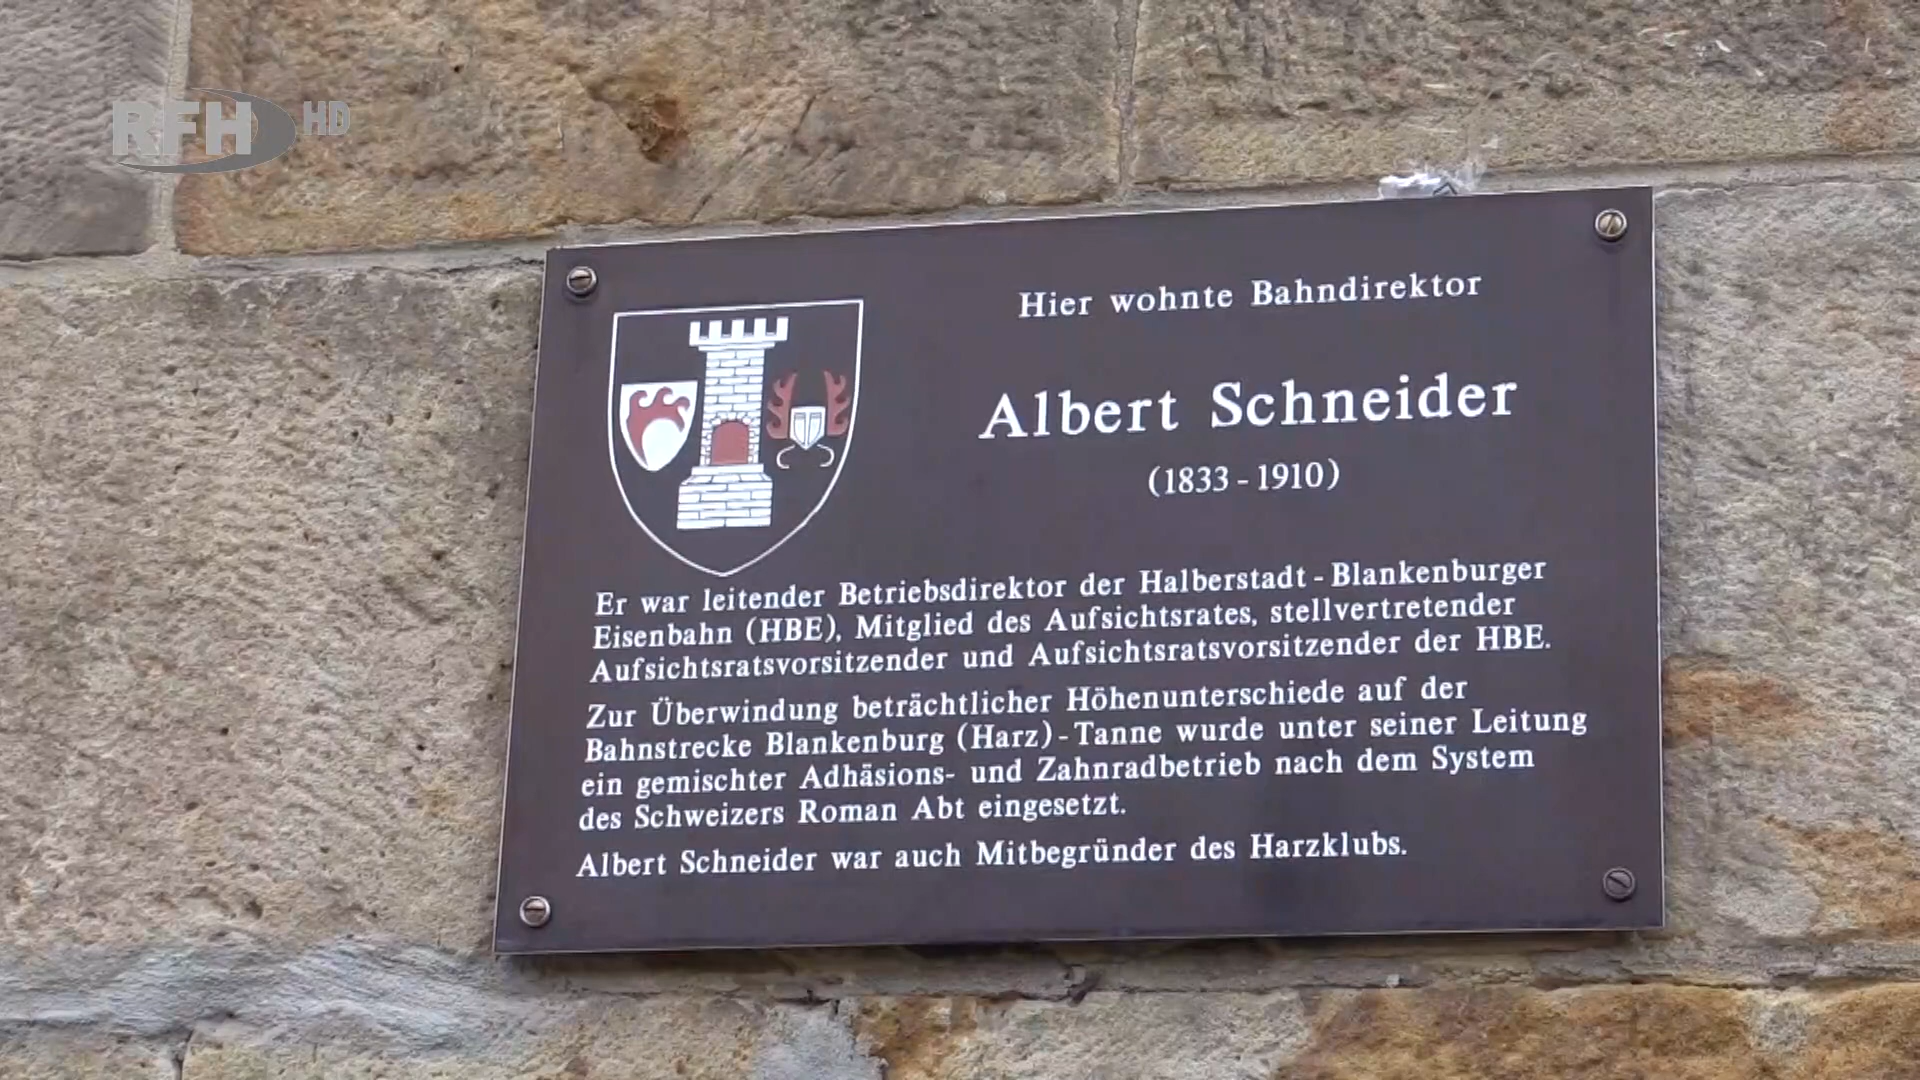 RFH HD
Hier wohnte Bahndirektor
Albert Schneider
(1833 - 1910)
Er war leitender Betriebsdirektor der Halberstadt - Blankenburger
Eisenbahn (HBE), Mitglied des Aufsichtsrates, stellvertretender
Aufsichtsratsvorsitzender und Aufsichtsratsvorsitzender der HBE.
Zur Überwindung beträchtlicher Höhenunterschiede auf der
Bahnstrecke Blankenburg (Harz) - Tanne wurde unter seiner Leitung
ein gemischter Adhäsions- und Zahnradbetrieb nach dem System
des Schweizers Roman Abt eingesetzt.
Albert Schneider war auch Mitbegründer des Harzklubs.